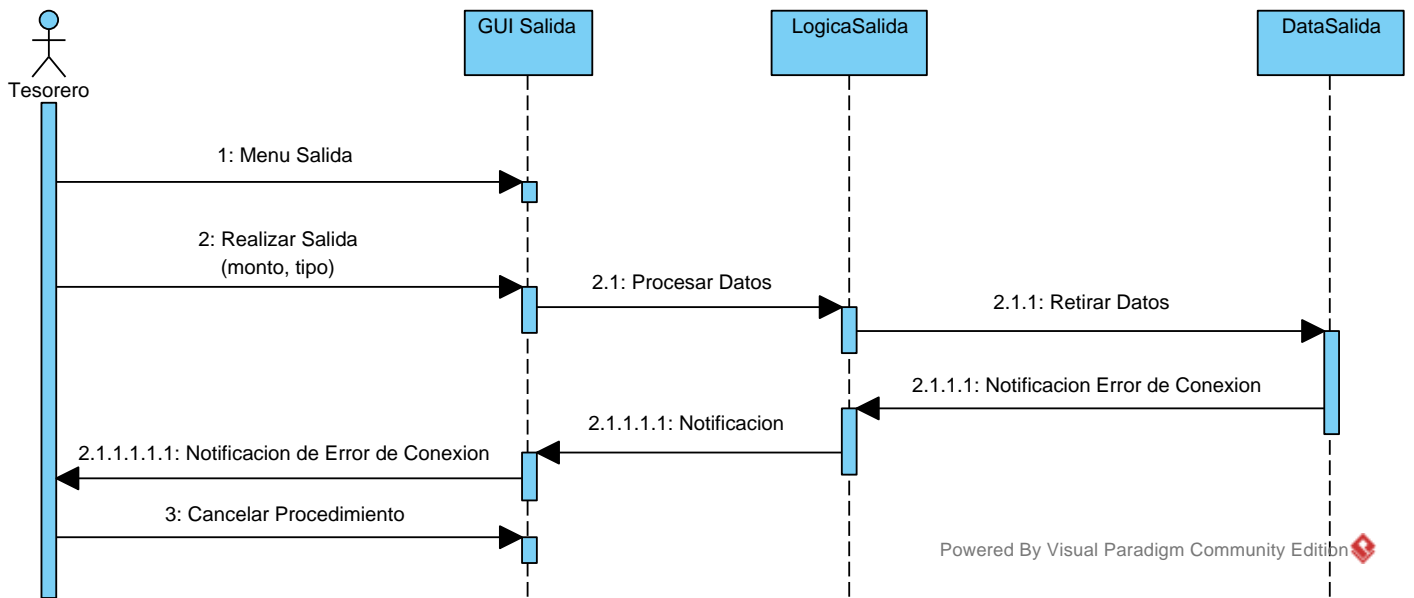 GUI Salida
LogicaSalida
DataSalida
Tesorero
1: Menu Salida
2: Realizar Salida
(monto, tipo)
2.1: Procesar Datos
2.1.1: Retirar Datos
2.1.1.1: Notificacion Error de Conexion
2.1.1.1.1: Notificacion
2.1.1.1.1.1: Notificacion de Error de Conexion
3: Cancelar Procedimiento
Powered By Visual Paradigm Community Edition